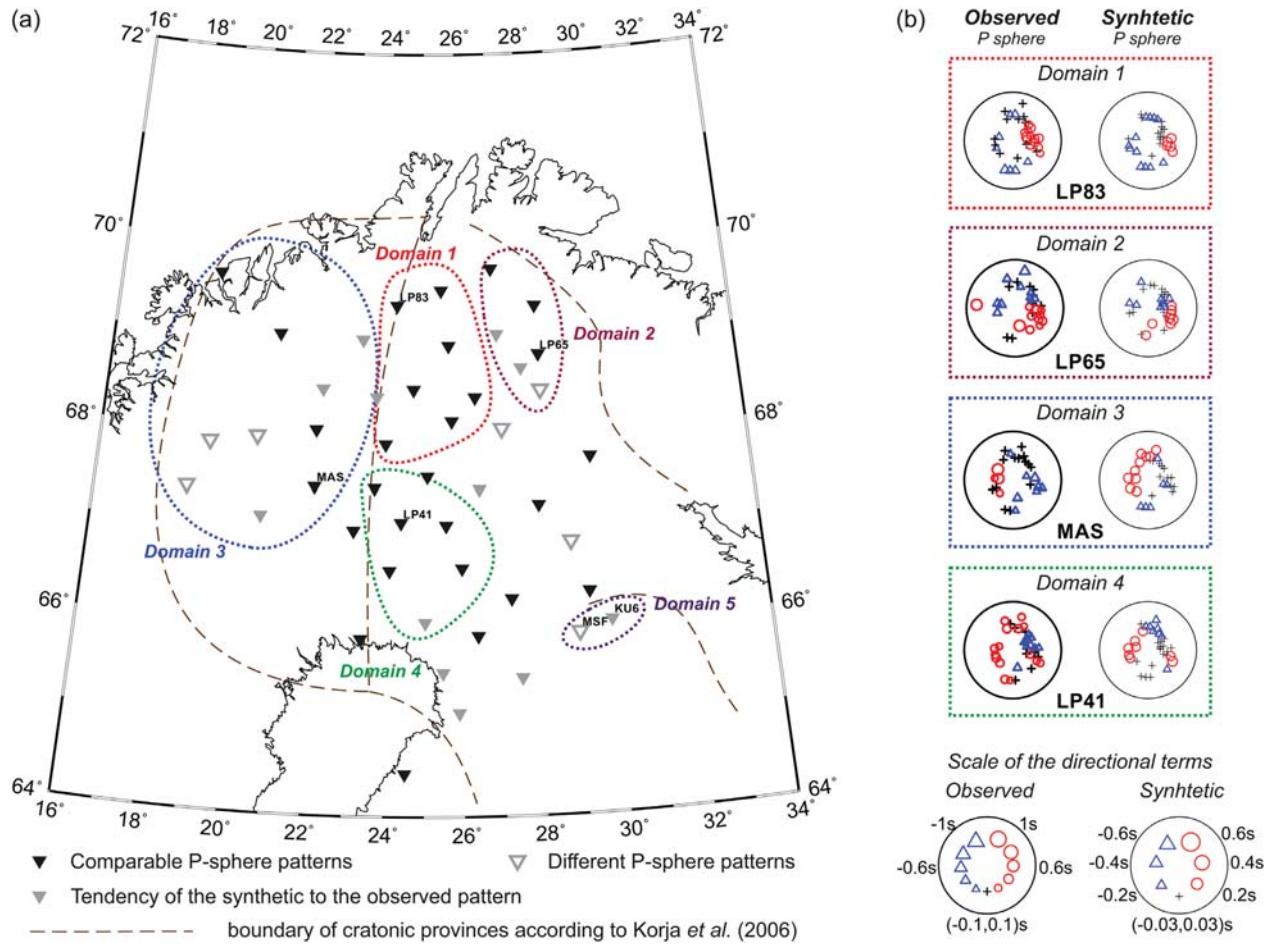 (a)
16° 18° 20° 22° 24° 26° 28° 30° 32° 34°
72° 72°
70° 70°
68° 68°
66° 66°
64° 64°
16° 18° 20° 22° 24° 26° 28° 30° 32° 34°
Domain 1
LP83
Domain 2
LP65
MAS
Domain 3
LP41
KU6
Domain 5
MSF
Domain 4
Comparable P-sphere patterns
Different P-sphere patterns
Tendency of the synthetic to the observed pattern
boundary of cratonic provinces according to Korja et al. (2006)
(b)
Observed Synhtetic
P sphere P sphere
Domain 1
LP83
Domain 2
LP65
Domain 3
MAS
Domain 4
LP41
Scale of the directional terms
Observed Synhtetic
-1s 1s -0.6s 0.6s
-0.6s 0.6s -0.4s 0.4s
-0.2s 0.2s
(-0.1,0.1)s (-0.03,0.03)s